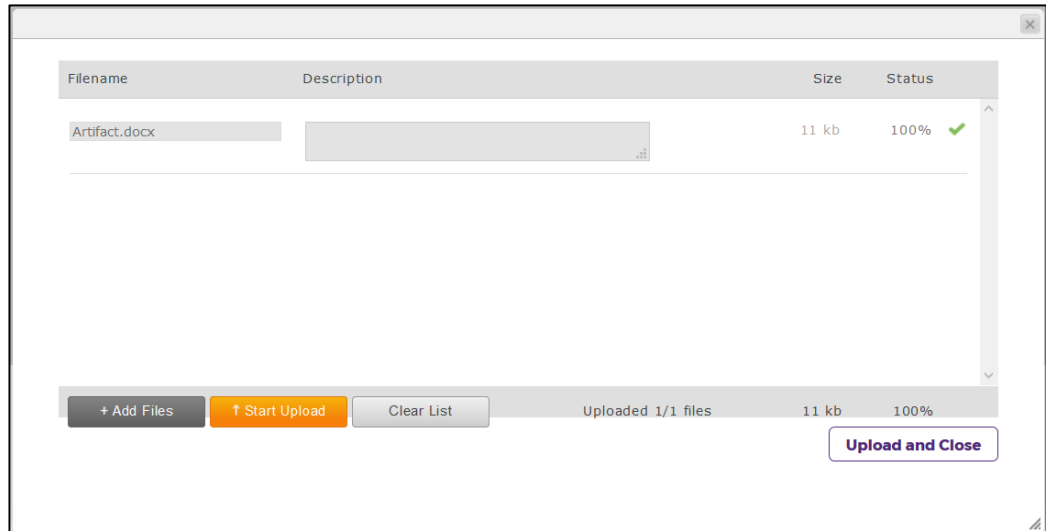 Filename Description Size Status
Artifact.docx 11 kb 100%
+ Add Files ↑ Start Upload Clear List Uploaded 1/1 files 11 kb 100%
Upload and Close